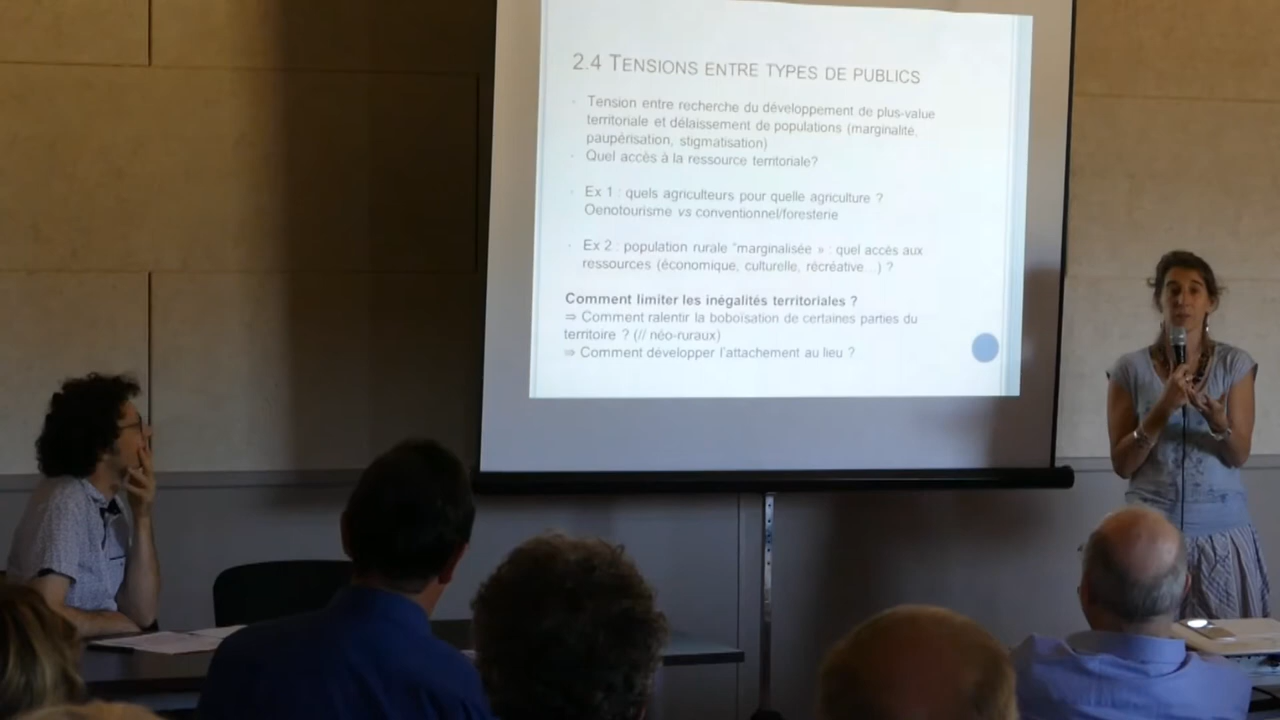 2.4 TENSIONS ENTRE TYPES DE PUBLICS
· Tension entre recherche du développement de plus-value
territoriale et délaissement de populations (marginalité,
paupérisation, stigmatisation)
· Quel accès à la ressource territoriale?
· Ex 1 : quels agriculteurs pour quelle agriculture ?
Oenotourisme vs conventionnel/foresterie
· Ex 2 : population rurale "marginalisée » : quel accès aux
ressources (économique, culturelle, récréative...) ?
Comment limiter les inégalités territoriales ?
⇒ Comment ralentir la boboïsation de certaines parties du
territoire ? (// néo-ruraux)
⇒ Comment développer l'attachement au lieu ?